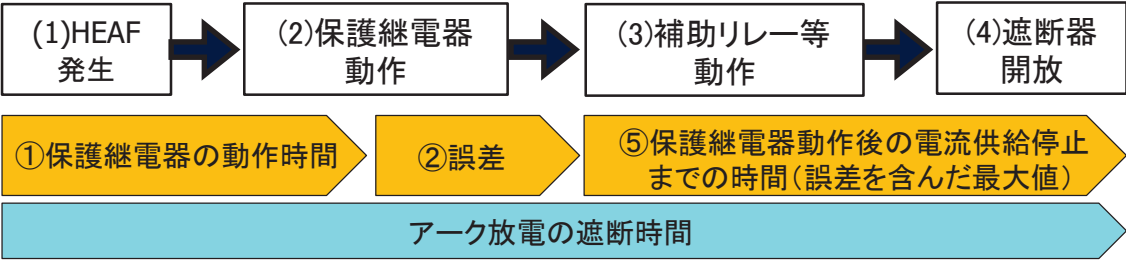 (1)HEAF
発生
(2)保護継電器
動作
(3)補助リレー等
動作
(4)遮断器
開放
①保護継電器の動作時間
②誤差
⑤保護継電器動作後の電流供給停止
までの時間(誤差を含んだ最大値)
アーク放電の遮断時間